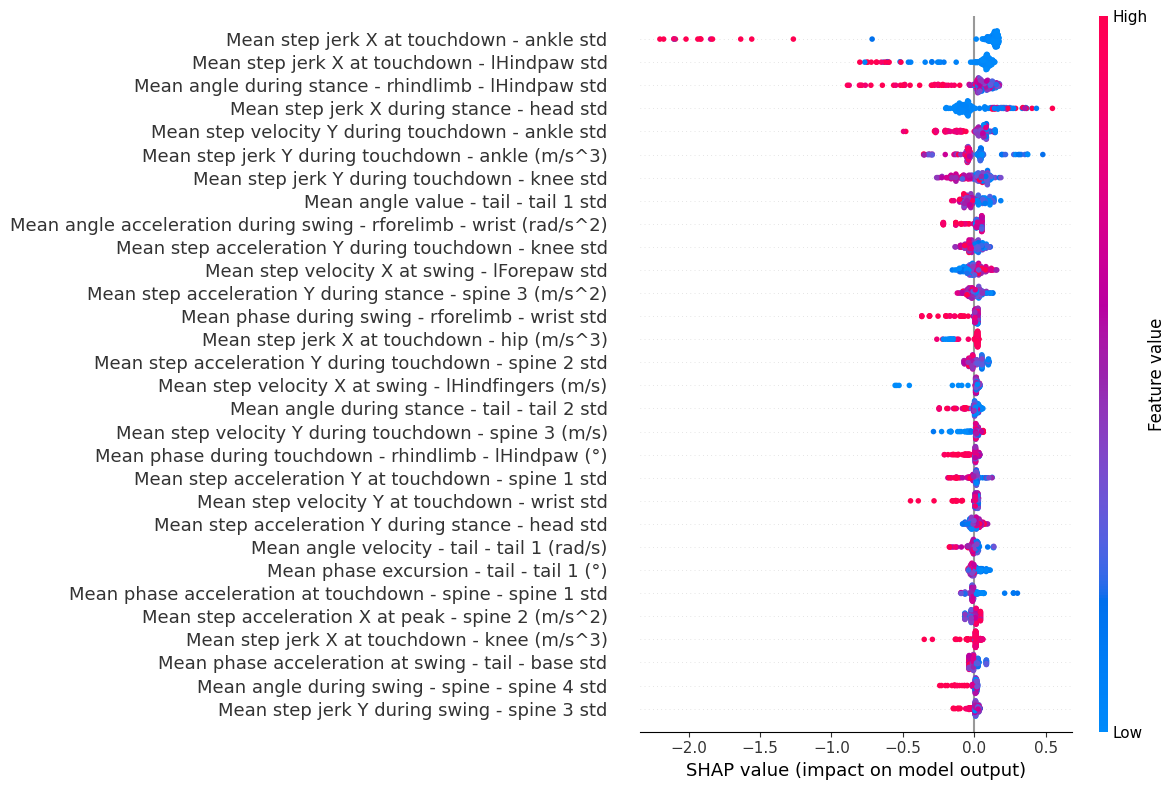 High
Mean step jerk X at touchdown - ankle std
Mean step jerk X at touchdown - lHindpaw std
Mean angle during stance - rhindlimb - lHindpaw std
Mean step jerk X during stance - head std
Mean step velocity Y during touchdown - ankle std
Mean step jerk Y during touchdown - ankle (m/s^3)
Mean step jerk Y during touchdown - knee std
Mean angle value - tail - tail 1 std
Mean angle acceleration during swing - rforelimb - wrist (rad/s^2)
Mean step acceleration Y during touchdown - knee std
Mean step velocity X at swing - lForepaw std
Mean step acceleration Y during stance - spine 3 (m/s^2)
Mean phase during swing - rforelimb - wrist std
Mean step jerk X at touchdown - hip (m/s^3)
Mean step acceleration Y during touchdown - spine 2 std
Mean step velocity X at swing - lHindfingers (m/s)
Mean angle during stance - tail - tail 2 std
Mean step velocity Y during touchdown - spine 3 (m/s)
Mean phase during touchdown - rhindlimb - lHindpaw (°)
Mean step acceleration Y at touchdown - spine 1 std
Mean step velocity Y at touchdown - wrist std
Mean step acceleration Y during stance - head std
Mean angle velocity - tail - tail 1 (rad/s)
Mean phase excursion - tail - tail 1 (°)
Mean phase acceleration at touchdown - spine - spine 1 std
Mean step acceleration X at peak - spine 2 (m/s^2)
Mean step jerk X at touchdown - knee (m/s^3)
Mean phase acceleration at swing - tail - base std
Mean angle during swing - spine - spine 4 std
Mean step jerk Y during swing - spine 3 std
Low
Feature value
−2.0 −1.5 −1.0 −0.5 0.0 0.5
SHAP value (impact on model output)